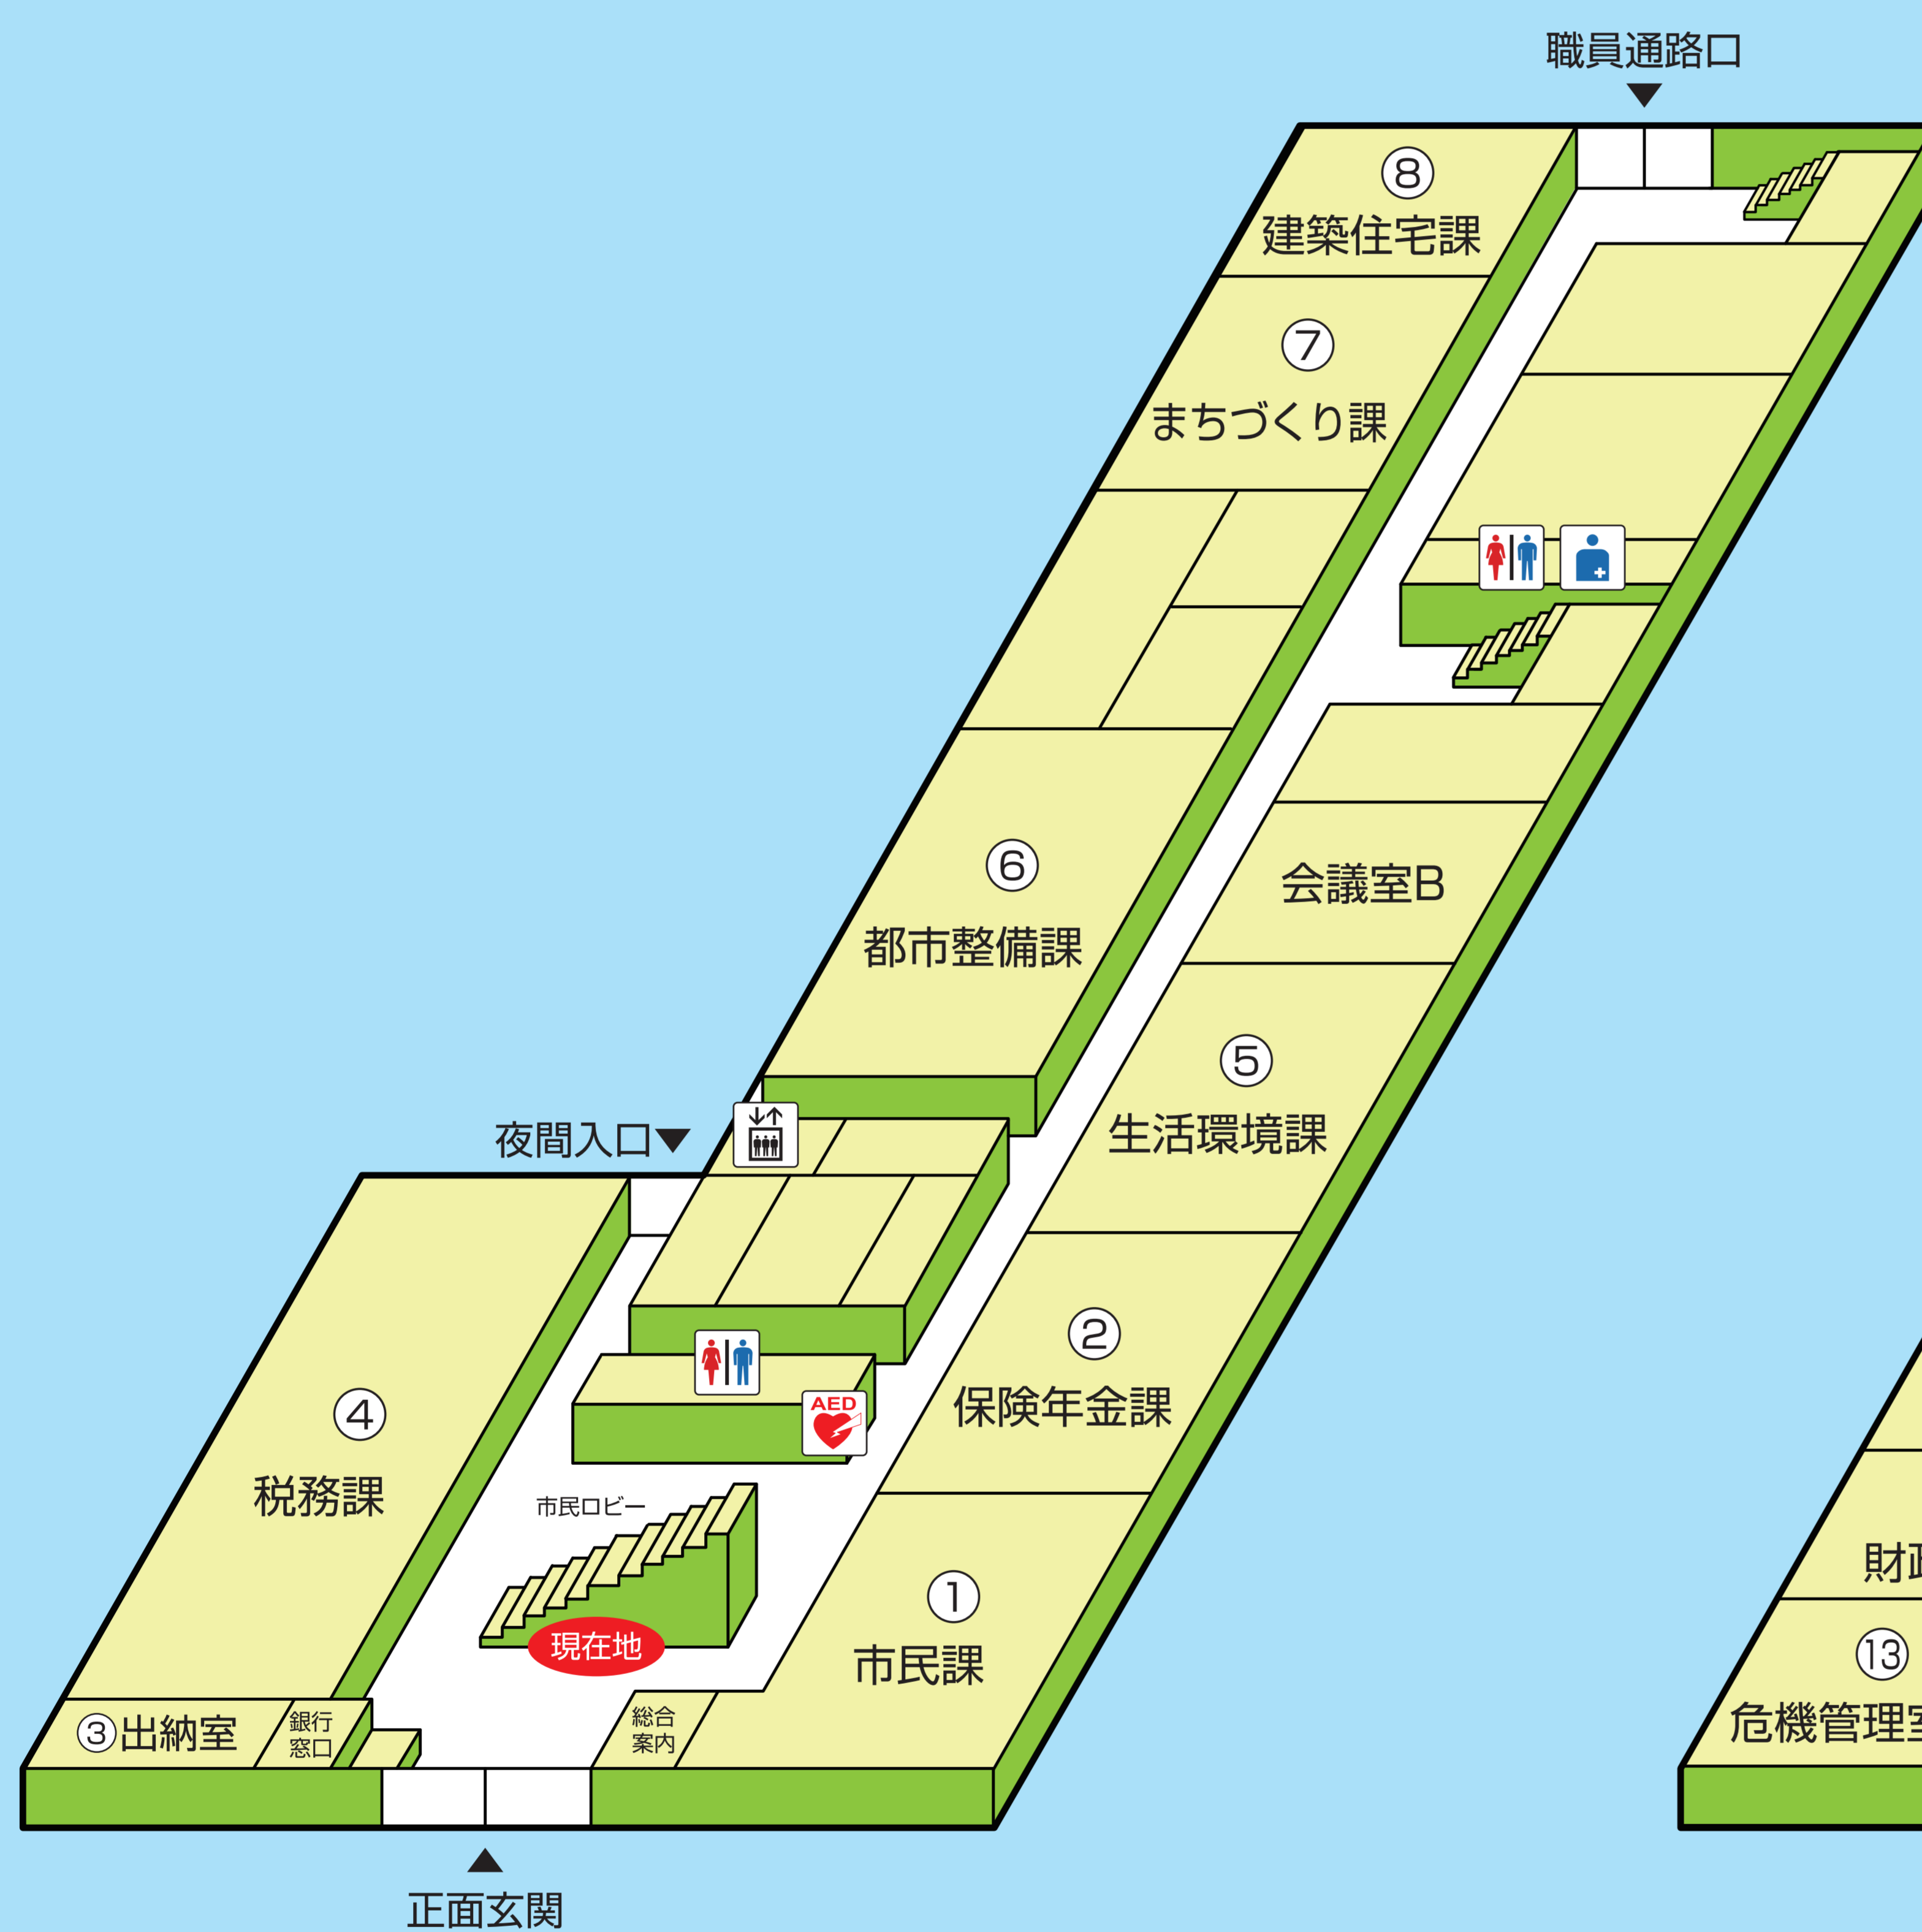 職員通路口
⑧
建築住宅課
⑦
まちづくり課
⑥
都市整備課
会議室B
⑤
生活環境課
夜間入口
②
保険年金課
AED
④
税務課
市民ロビー
現在地
①
市民課
総合
案内
③出納室
銀行
窓口
正面玄関
財
⑬
危機管理